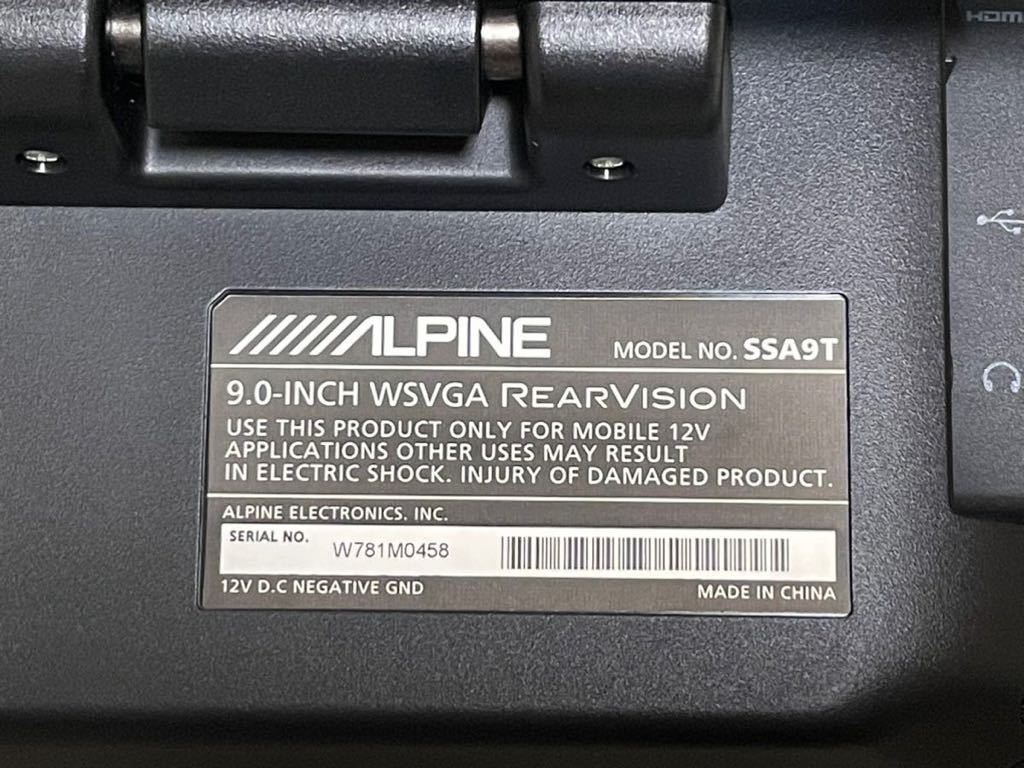 HDMI
ALPINE
MODEL NO. SSA9T
9.0-INCH WSVGA REARVISION
USE THIS PRODUCT ONLY FOR MOBILE 12V
APPLICATIONS OTHER USES MAY RESULT
IN ELECTRIC SHOCK. INJURY OF DAMAGED PRODUCT.
ALPINE ELECTRONICS. INC.
SERIAL NO. W781M0458
12V D.C NEGATIVE GND
MADE IN CHINA